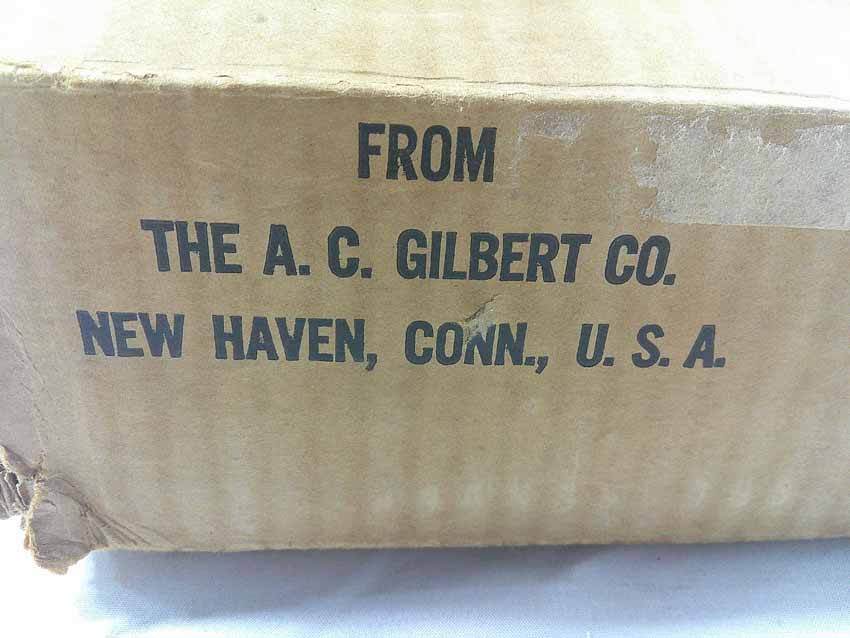 FROM
THE A. C. GILBERT CO.
NEW HAVEN, CONN., U. S. A.